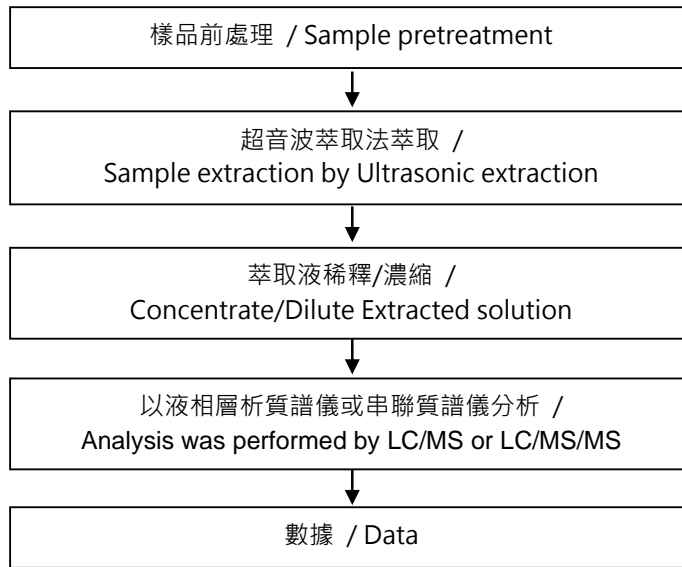 樣品前處理 / Sample pretreatment
超音波萃取法萃取 /
Sample extraction by Ultrasonic extraction
萃取液稀釋/濃縮 /
Concentrate/Dilute Extracted solution
以液相層析質譜儀或串聯質譜儀分析 /
Analysis was performed by LC/MS or LC/MS/MS
數據 / Data